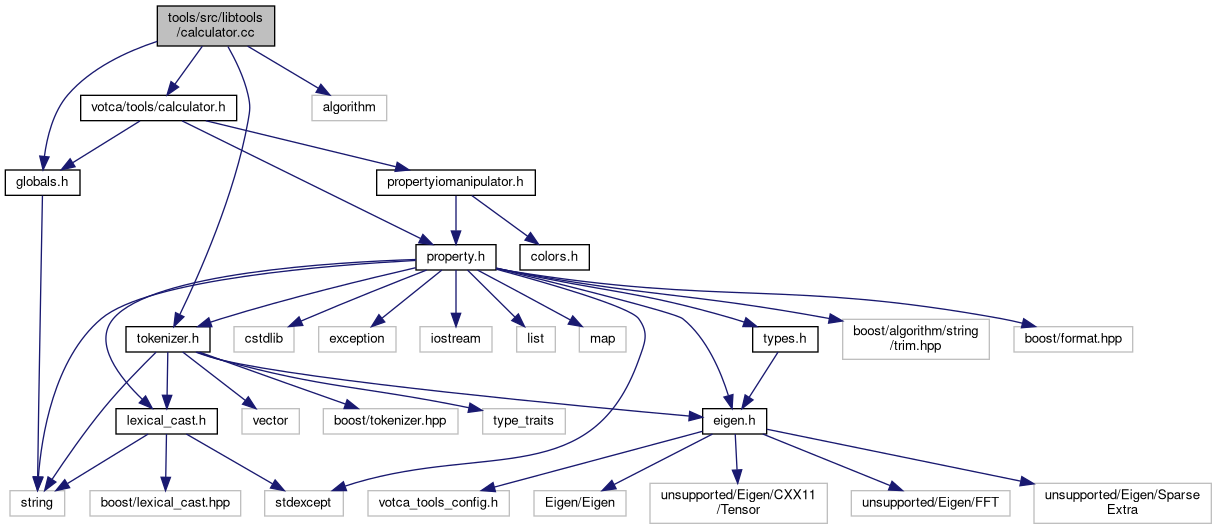 tools/src/libtools
/calculator.cc
votca/tools/calculator.h
algorithm
globals.h
propertyiomanipulator.h
property.h
colors.h
tokenizer.h
cstdlib
exception
iostream
list
map
types.h
boost/algorithm/string
/trim.hpp
boost/format.hpp
lexical_cast.h
vector
boost/tokenizer.hpp
type_traits
eigen.h
string
boost/lexical_cast.hpp
stdexcept
votca_tools_config.h
Eigen/Eigen
unsupported/Eigen/CXX11
/Tensor
unsupported/Eigen/FFT
unsupported/Eigen/Sparse
Extra